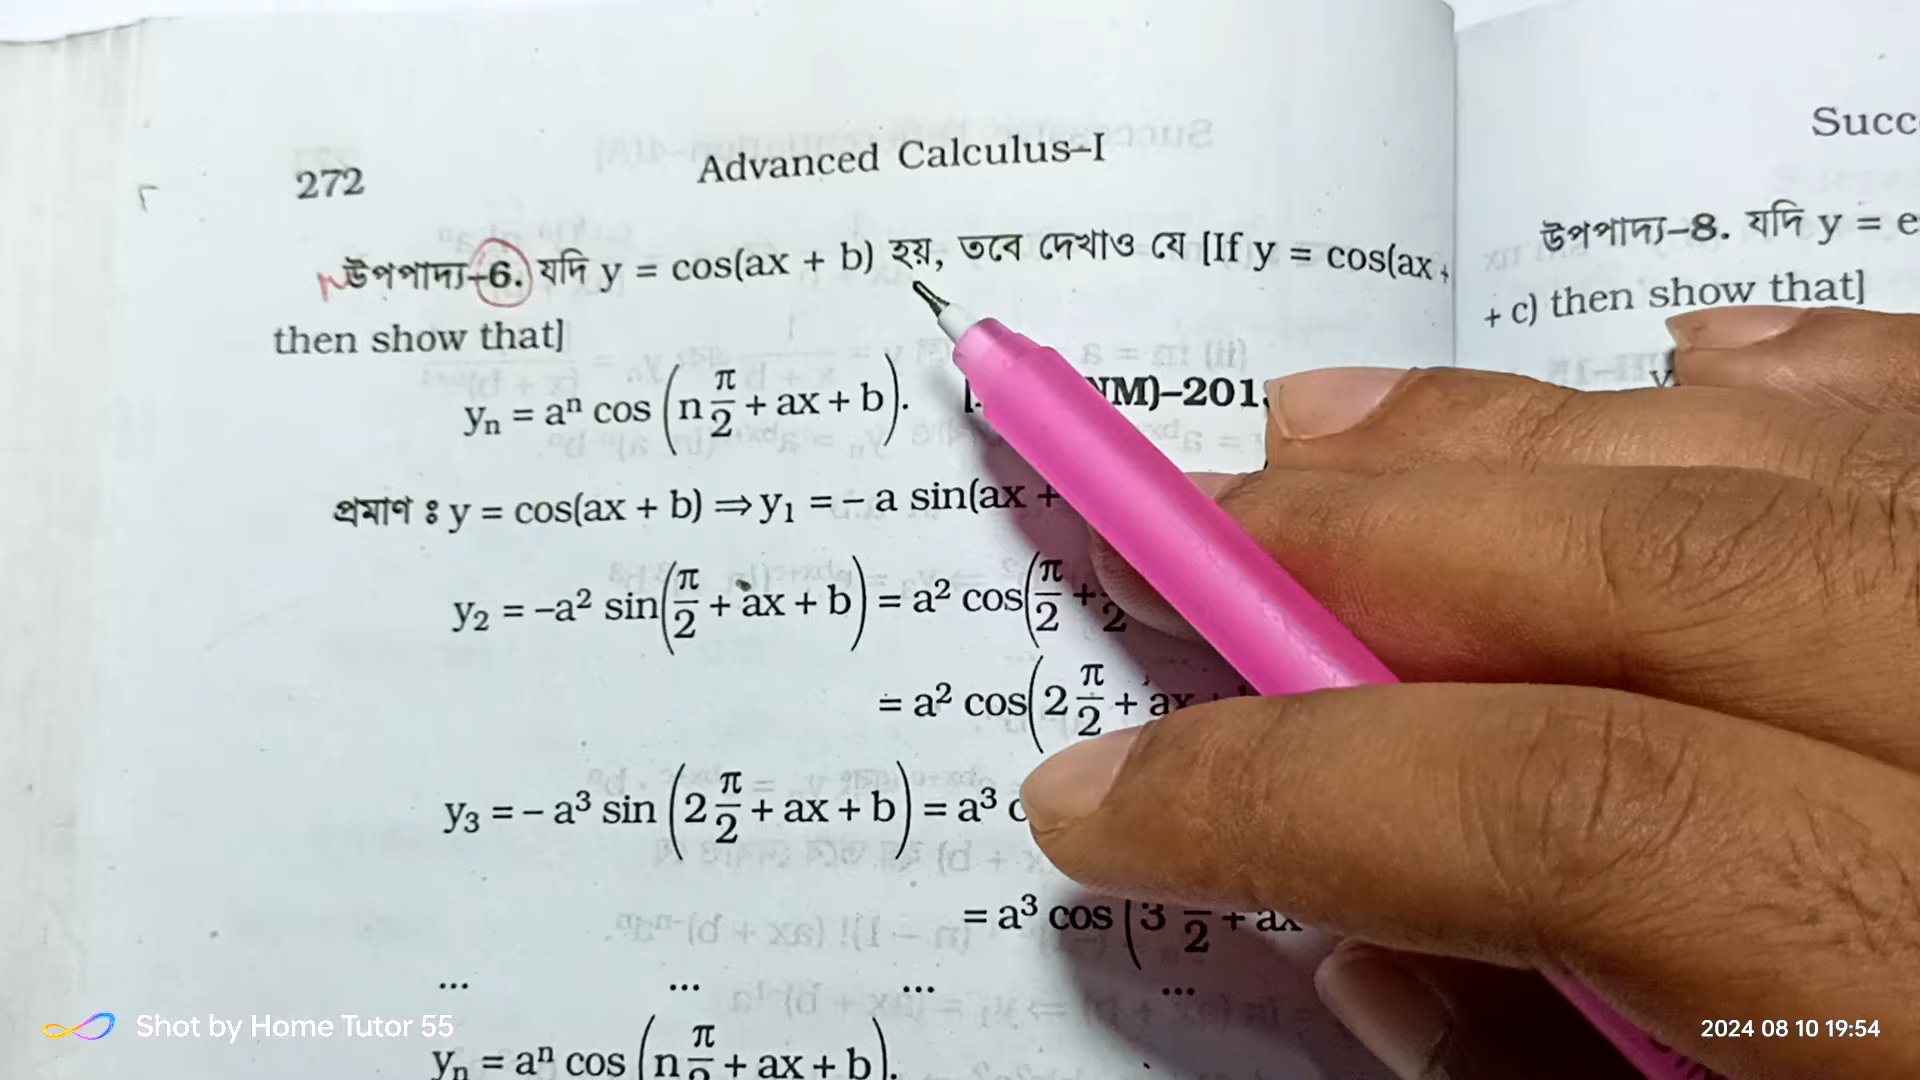 272 Advanced Calculus–I
উপপাদ্য–6. যদি y = cos(ax + b) হয়, তবে দেখাও যে [If y = cos(ax +
then show that]
yₙ = aⁿ cos (n π/2 + ax + b). NM)–201
প্রমাণ ঃ y = cos(ax + b) ⇒ y₁ = – a sin(ax +
y₂ = –a² sin(π/2 + ax + b) = a² cos(π/2 +
= a² cos(2 π/2 + ax
y₃ = – a³ sin (2 π/2 + ax + b) = a³
= a³ cos (3 /2 + ax
... ... ... ...
yₙ = aⁿ cos (n π/2 + ax + b).
Succ
উপপাদ্য–8. যদি y = e
+ c) then show that]
Shot by Home Tutor 55
2024 08 10 19:54